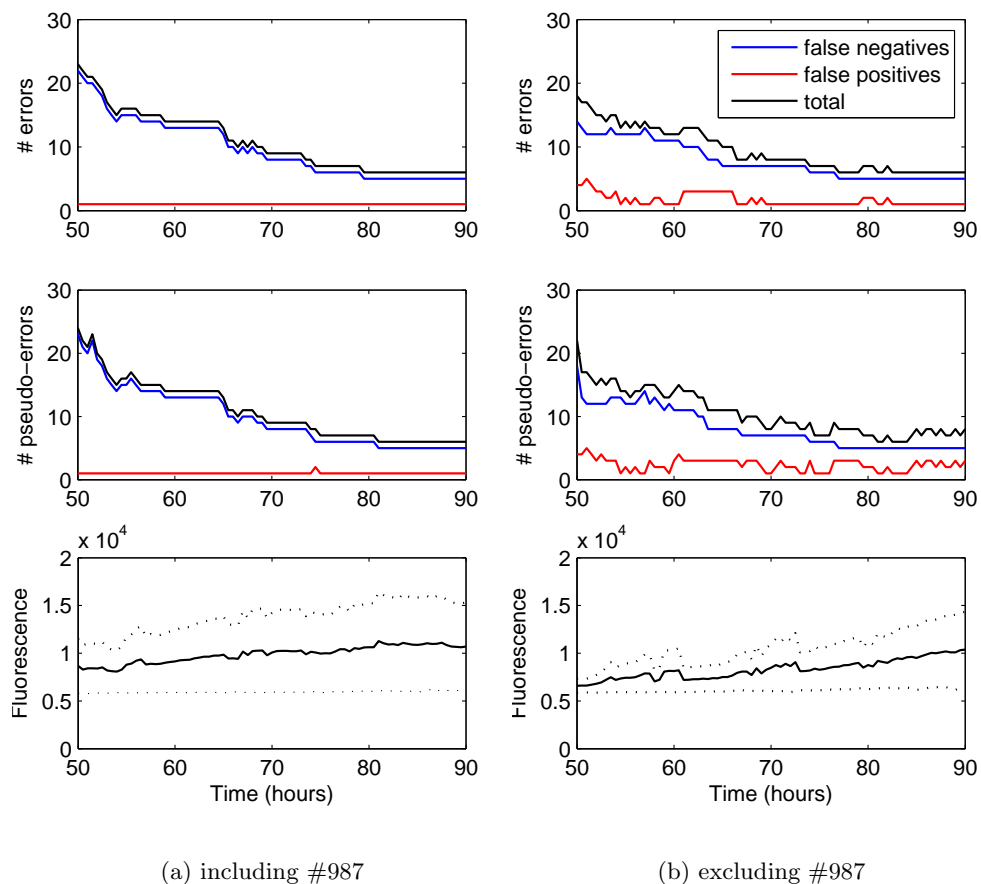 30
20
10
0
# errors
50 60 70 80 90
30
20
10
0
# errors
50 60 70 80 90
false negatives
false positives
total
30
20
10
0
# pseudo−errors
50 60 70 80 90
30
20
10
0
# pseudo−errors
50 60 70 80 90
x 10^4
2
1.5
1
0.5
0
Fluorescence
50 60 70 80 90
Time (hours)
x 10^4
2
1.5
1
0.5
0
Fluorescence
50 60 70 80 90
Time (hours)
(a) including #987
(b) excluding #987